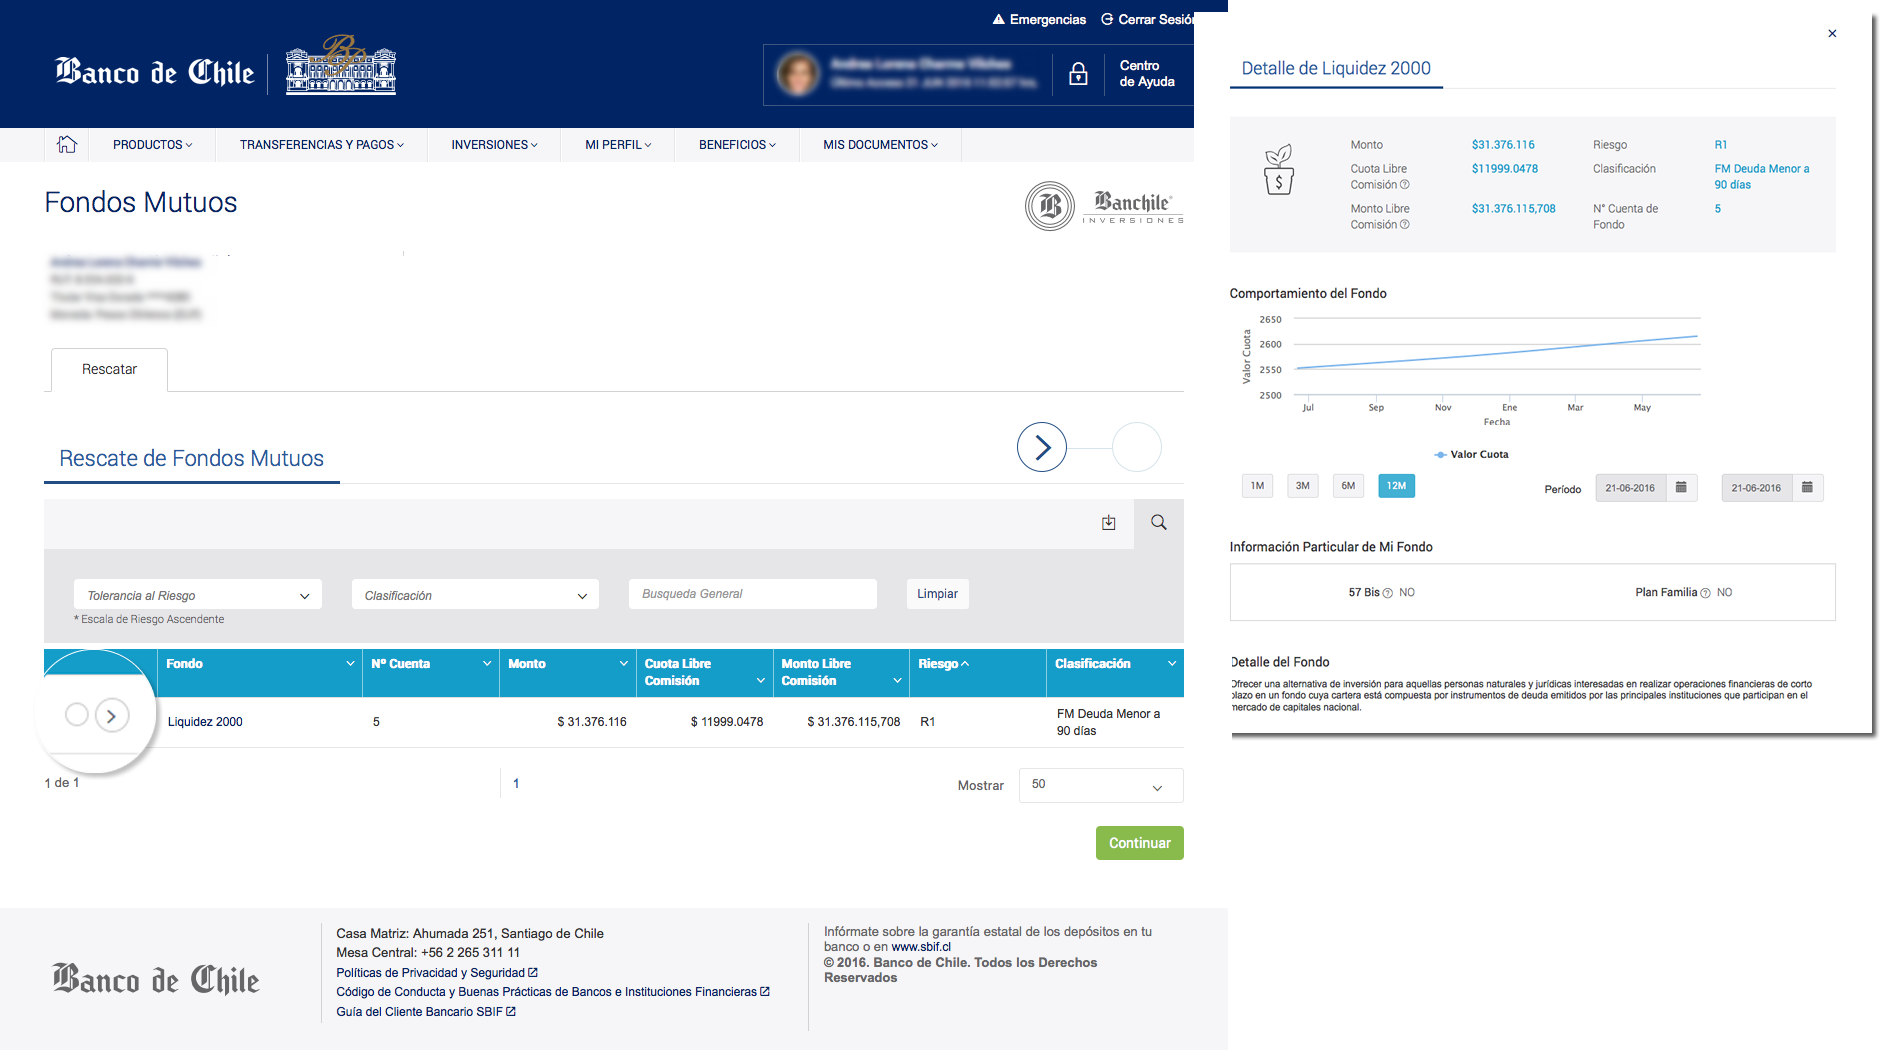 Emergencias
Cerrar Sesión
Banco de Chile
Centro
de Ayuda
PRODUCTOS
TRANSFERENCIAS Y PAGOS
INVERSIONES
MI PERFIL
BENEFICIOS
MIS DOCUMENTOS
Fondos Mutuos
Banchile
INVERSIONES
Rescatar
Rescate de Fondos Mutuos
Tolerancia al Riesgo
Clasificación
Busqueda General
Limpiar
* Escala de Riesgo Ascendente
Fondo
Nº Cuenta
Monto
Cuota Libre
Comisión
Monto Libre
Comisión
Riesgo
Clasificación
Liquidez 2000
5
$ 31.376.116
$ 11999.0478
$ 31.376.115,708
R1
FM Deuda Menor a
90 días
1 de 1
1
Mostrar
50
Continuar
Banco de Chile
Casa Matriz: Ahumada 251, Santiago de Chile
Mesa Central: +56 2 265 311 11
Políticas de Privacidad y Seguridad
Código de Conducta y Buenas Prácticas de Bancos e Instituciones Financieras
Guía del Cliente Bancario SBIF
Infórmate sobre la garantía estatal de los depósitos en tu
banco o en www.sbif.cl
© 2016. Banco de Chile. Todos los Derechos
Reservados
Detalle de Liquidez 2000
Monto
$31.376.116
Riesgo
R1
Cuota Libre
Comisión
$11999.0478
Clasificación
FM Deuda Menor a
90 días
Monto Libre
Comisión
$31.376.115,708
N° Cuenta de
Fondo
5
Comportamiento del Fondo
Valor Cuota
2650
2600
2550
2500
Jul
Sep
Nov
Ene
Mar
May
Fecha
Valor Cuota
1M
3M
6M
12M
Período
21-06-2016
21-06-2016
Información Particular de Mi Fondo
57 Bis
NO
Plan Familia
NO
Detalle del Fondo
Ofrecer una alternativa de inversión para aquellas personas naturales y jurídicas interesadas en realizar operaciones financieras de corto
plazo en un fondo cuya cartera está compuesta por instrumentos de deuda emitidos por las principales instituciones que participan en el
mercado de capitales nacional.